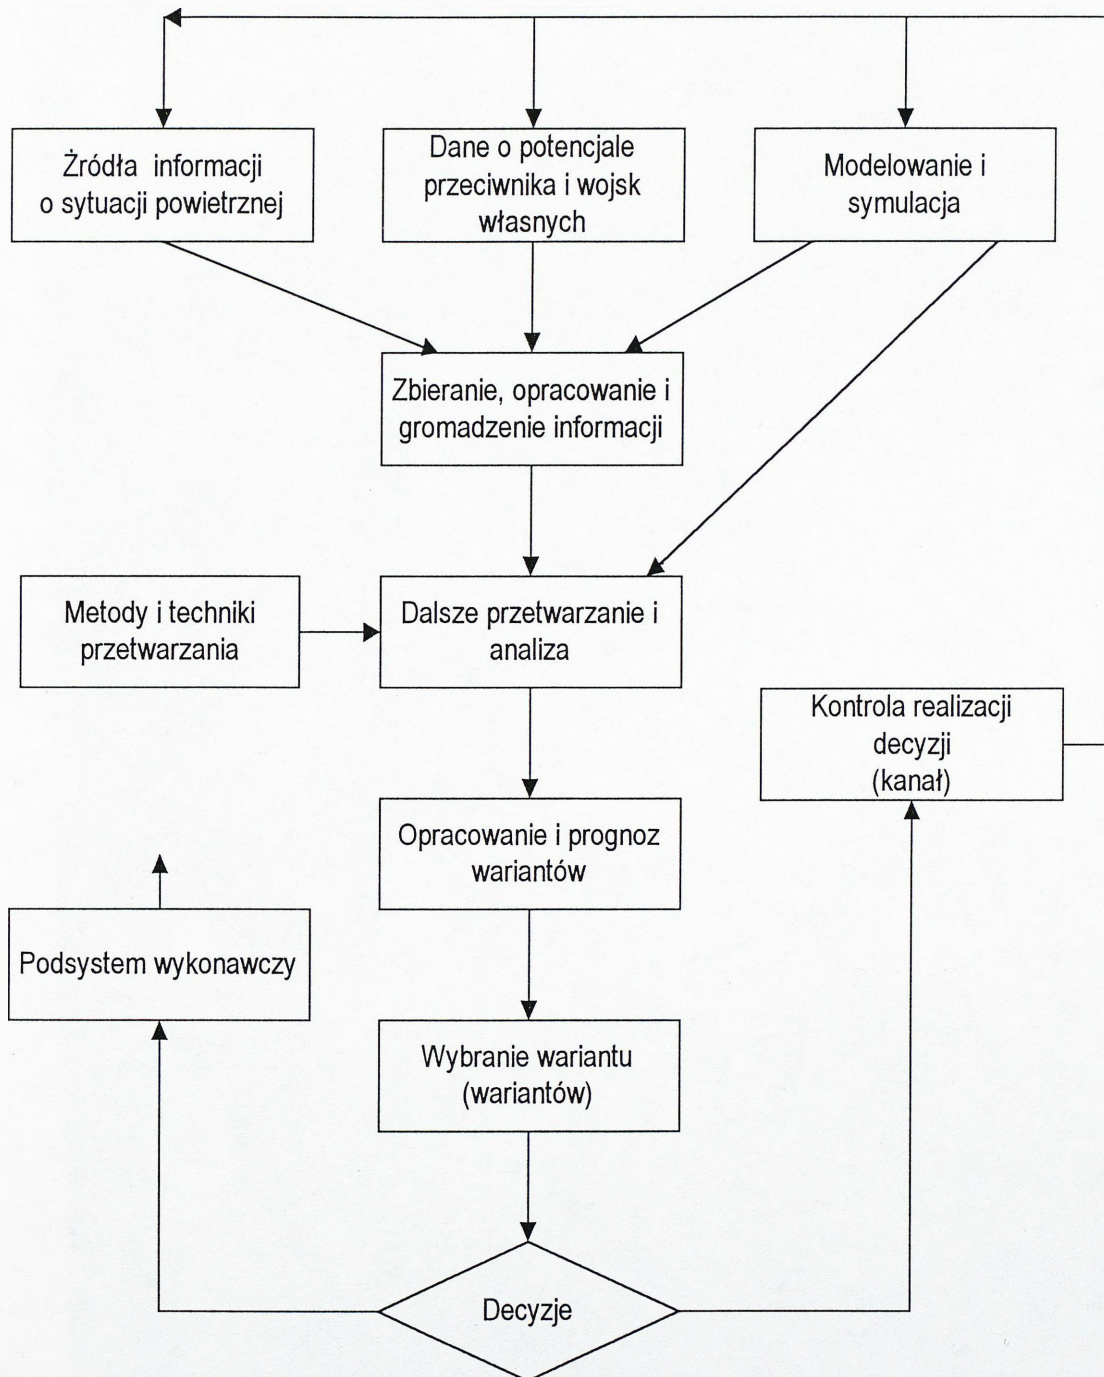 Źródła informacji
o sytuacji powietrznej
Dane o potencjale
przeciwnika i wojsk
własnych
Modelowanie i
symulacja
Zbieranie, opracowanie i
gromadzenie informacji
Metody i techniki
przetwarzania
Dalsze przetwarzanie i
analiza
Kontrola realizacji
decyzji
(kanał)
Opracowanie i prognoz
wariantów
Podsystem wykonawczy
Wybranie wariantu
(wariantów)
Decyzje